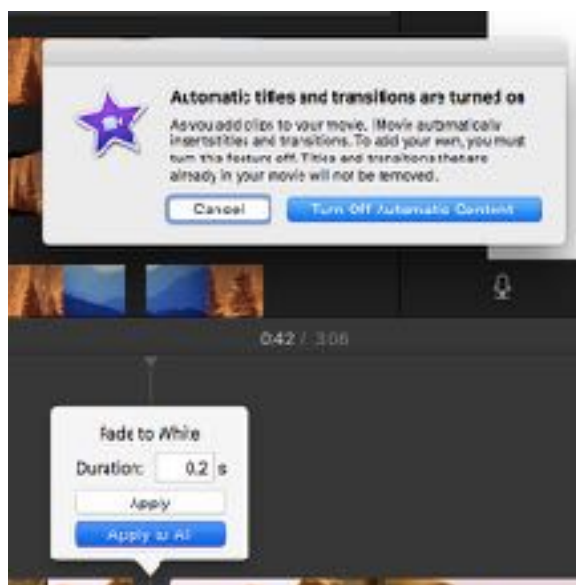 Automatic titles and transitions are turned on
As you add clips to your movie, iMovie automatically
inserts titles and transitions. To add your own, you must
turn this feature off. Titles and transitions that are
already in your movie will not be removed.
Cancel
Turn Off Automatic Content
0:42 / 3:06
Fade to White
Duration: 0.2 s
Apply
Apply to All